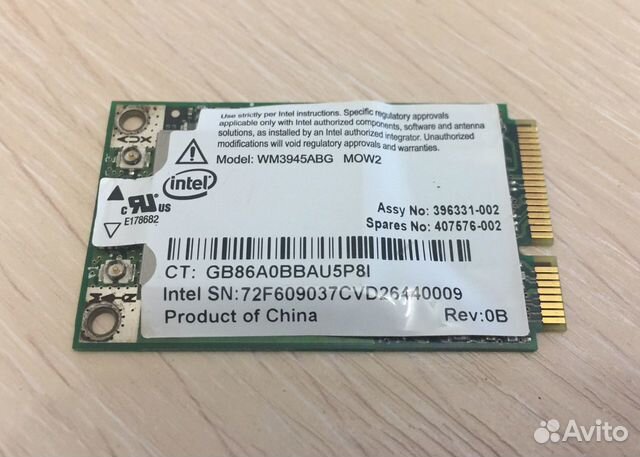 Use strictly per Intel instructions. Specific regulatory approvals
applicable only with Intel authorized components, software and antenna
solutions, as installed by an Intel authorized integrator. Unauthorized
modifications will void regulatory approvals and warranties.
Model: WM3945ABG MOW2
intel
C RU US
E178682
Assy No: 396331-002
Spares No: 407576-002
CT: GB86A0BBAU5P8I
Intel SN:72F609037CVD26440009
Product of China
Rev:0B
AUX
MAIN
Avito